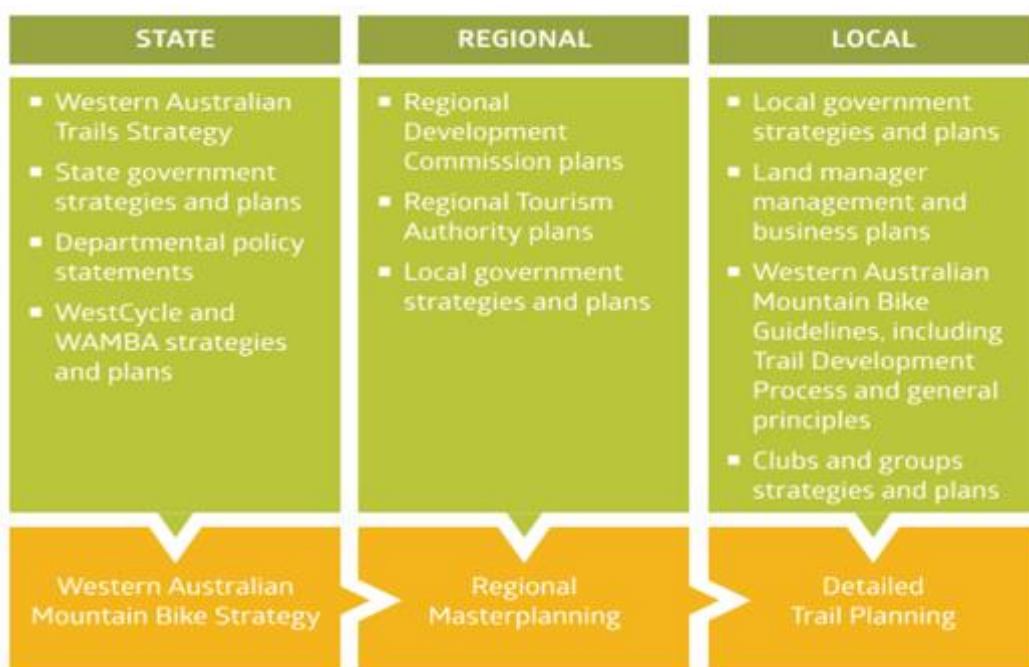 STATE
Western Australian
Trails Strategy
State government
strategies and plans
Departmental policy
statements
WestCycle and
WAMBA strategies
and plans
REGIONAL
Regional
Development
Commission plans
Regional Tourism
Authority plans
Local government
strategies and plans
LOCAL
Local government
strategies and plans
Land manager
management and
business plans
Western Australian
Mountain Bike
Guidelines, including
Trail Development
Process and general
principles
Clubs and groups
strategies and plans
Western Australian
Mountain Bike Strategy
Regional
Masterplanning
Detailed
Trail Planning